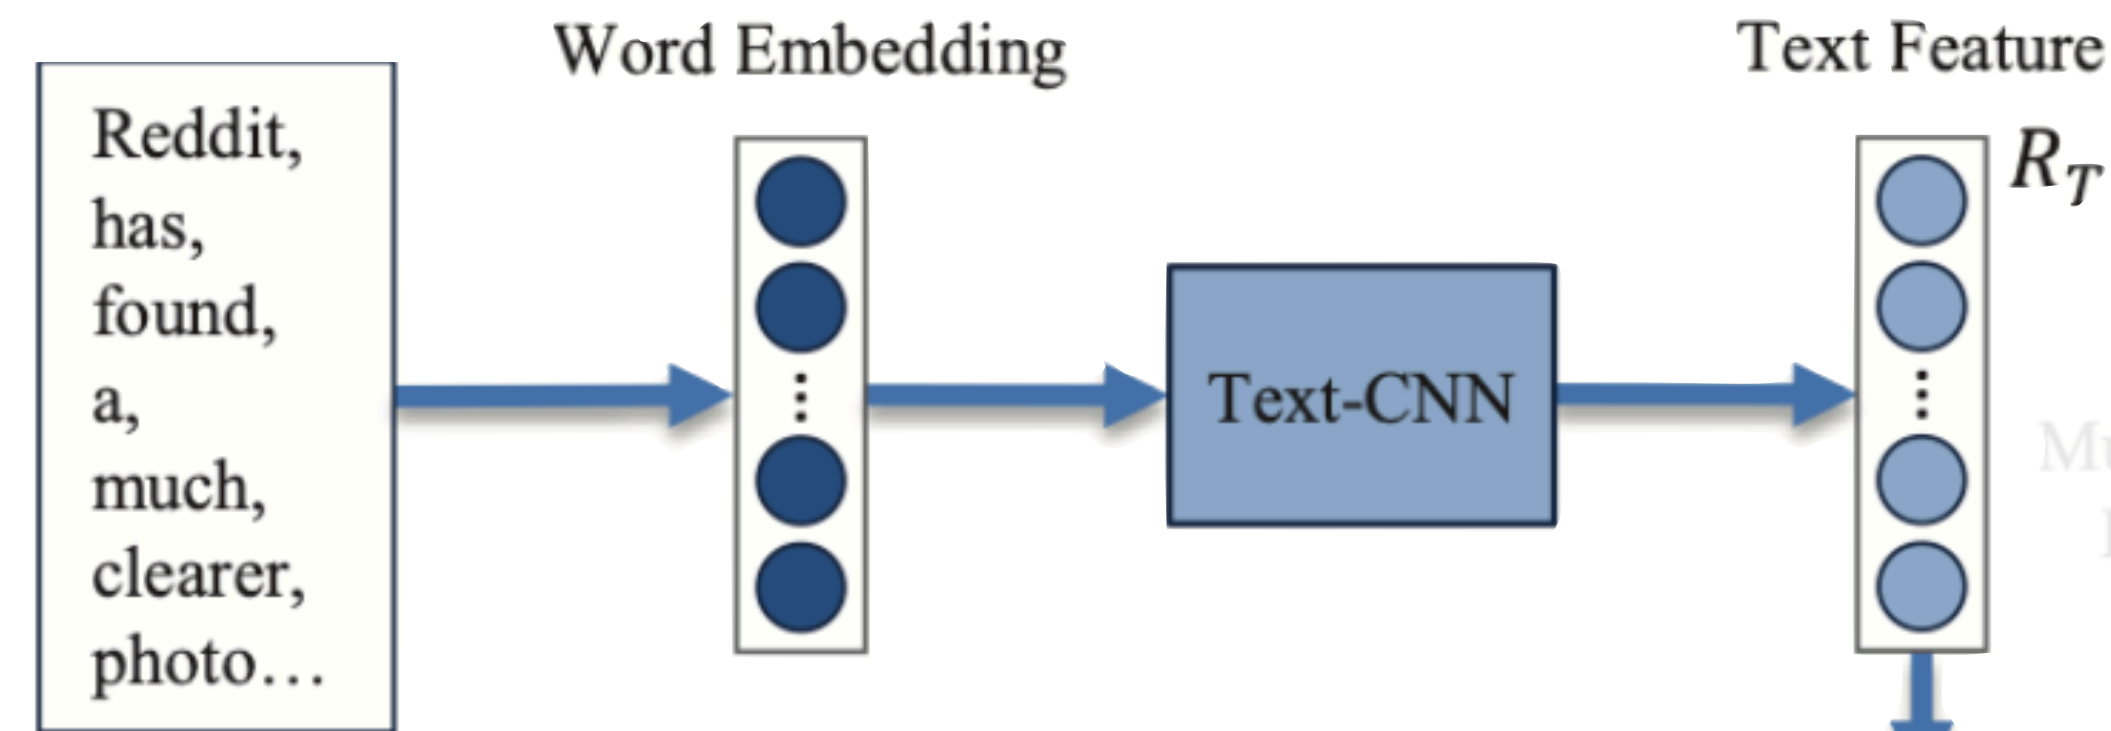 Word Embedding
Text Feature
Reddit,
has,
found,
a,
much,
clearer,
photo…
Text-CNN
R_T